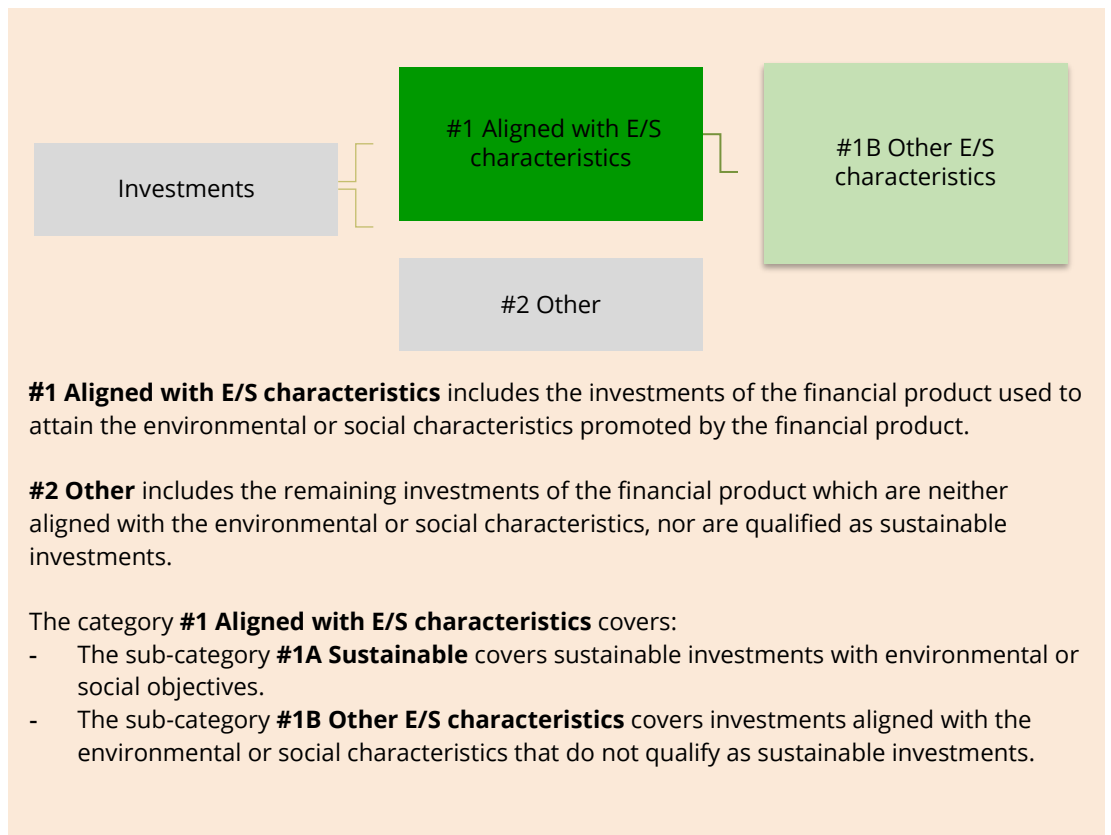 Investments
#1 Aligned with E/S
characteristics
#1B Other E/S
characteristics
#2 Other
#1 Aligned with E/S characteristics includes the investments of the financial product used to
attain the environmental or social characteristics promoted by the financial product.
#2 Other includes the remaining investments of the financial product which are neither
aligned with the environmental or social characteristics, nor are qualified as sustainable
investments.
The category #1 Aligned with E/S characteristics covers:
- The sub-category #1A Sustainable covers sustainable investments with environmental or
social objectives.
- The sub-category #1B Other E/S characteristics covers investments aligned with the
environmental or social characteristics that do not qualify as sustainable investments.